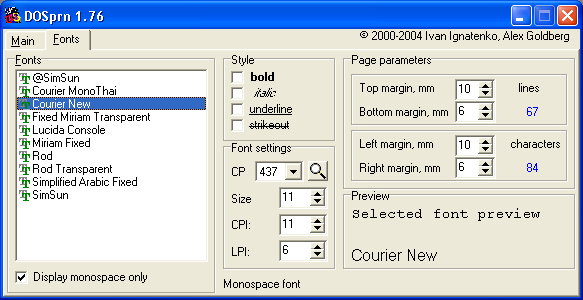 DOSprn 1.76
Main Fonts
© 2000-2004 Ivan Ignatenko, Alex Goldberg
Fonts
@SimSun
Courier MonoThai
Courier New
Fixed Miriam Transparent
Lucida Console
Miriam Fixed
Rod
Rod Transparent
Simplified Arabic Fixed
SimSun
Display monospace only
Style
bold
italic
underline
strikeout
Font settings
CP 437
Size 11
CPI: 11
LPI: 6
Monospace font
Page parameters
Top margin, mm 10 lines
Bottom margin, mm 6 67
Left margin, mm 10 characters
Right margin, mm 6 84
Preview
Selected font preview
Courier New